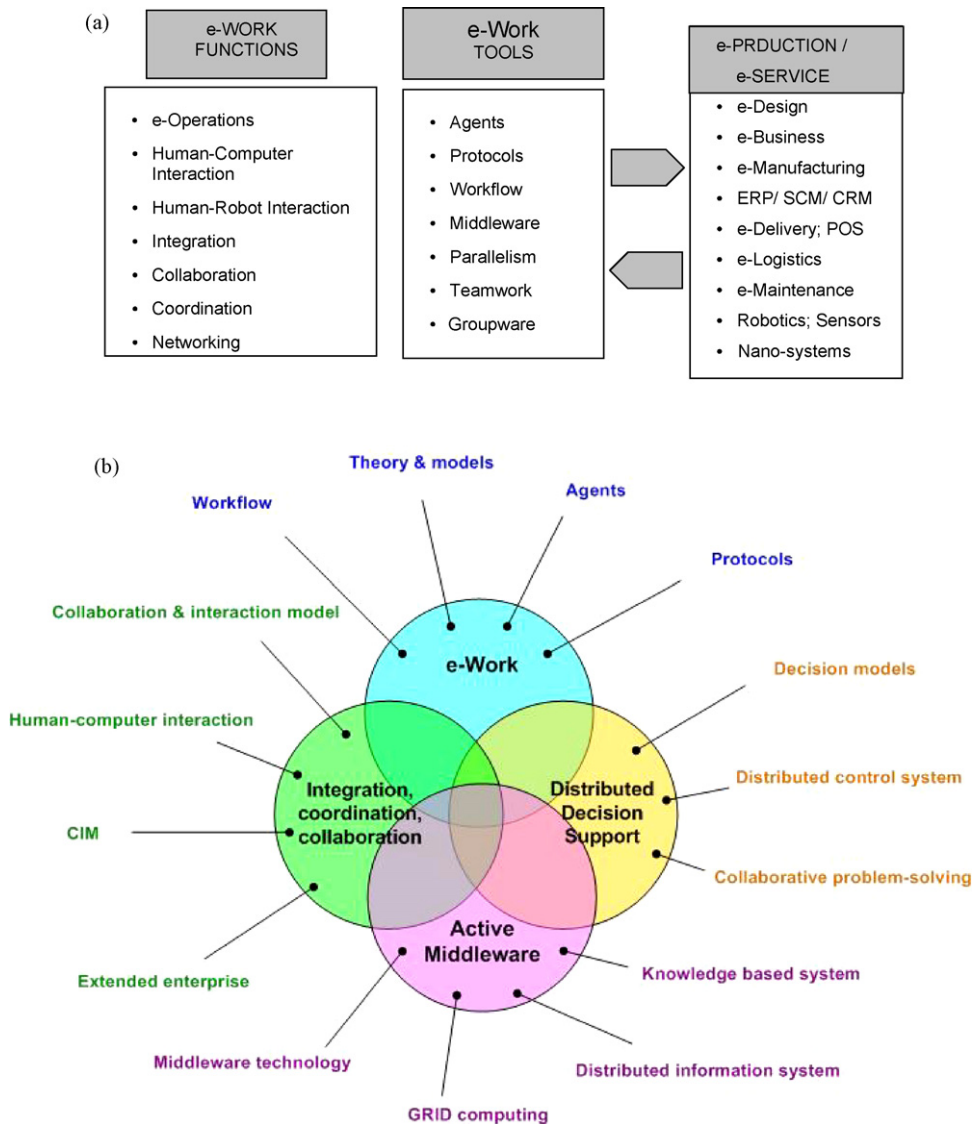 (a)
e-WORK
FUNCTIONS
• e-Operations
• Human-Computer
Interaction
• Human-Robot Interaction
• Integration
• Collaboration
• Coordination
• Networking
e-Work
TOOLS
• Agents
• Protocols
• Workflow
• Middleware
• Parallelism
• Teamwork
• Groupware
e-PRDUCTION /
e-SERVICE
• e-Design
• e-Business
• e-Manufacturing
• ERP/ SCM/ CRM
• e-Delivery; POS
• e-Logistics
• e-Maintenance
• Robotics; Sensors
• Nano-systems
(b)
Theory & models
Workflow
Agents
Protocols
Collaboration & interaction model
e-Work
Decision models
Human-computer interaction
Integration,
coordination,
collaboration
Distributed
Decision
Support
Distributed control system
CIM
Collaborative problem-solving
Active
Middleware
Extended enterprise
Knowledge based system
Middleware technology
Distributed information system
GRID computing